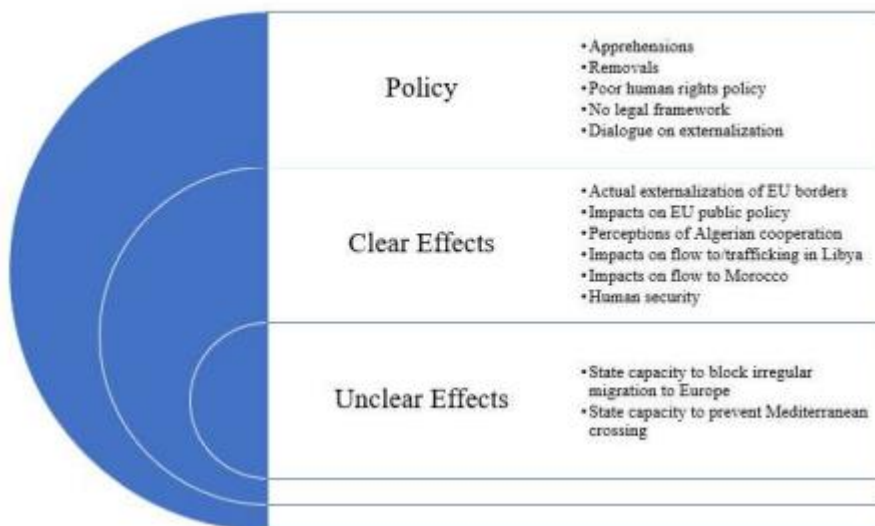 Policy
•Apprehensions
•Removals
•Poor human rights policy
•No legal framework
•Dialogue on externalization
Clear Effects
•Actual externalization of EU borders
•Impacts on EU public policy
•Perceptions of Algerian cooperation
•Impacts on flow to/trafficking in Libya
•Impacts on flow to Morocco
•Human security
Unclear Effects
•State capacity to block irregular
migration to Europe
•State capacity to prevent Mediterranean
crossing